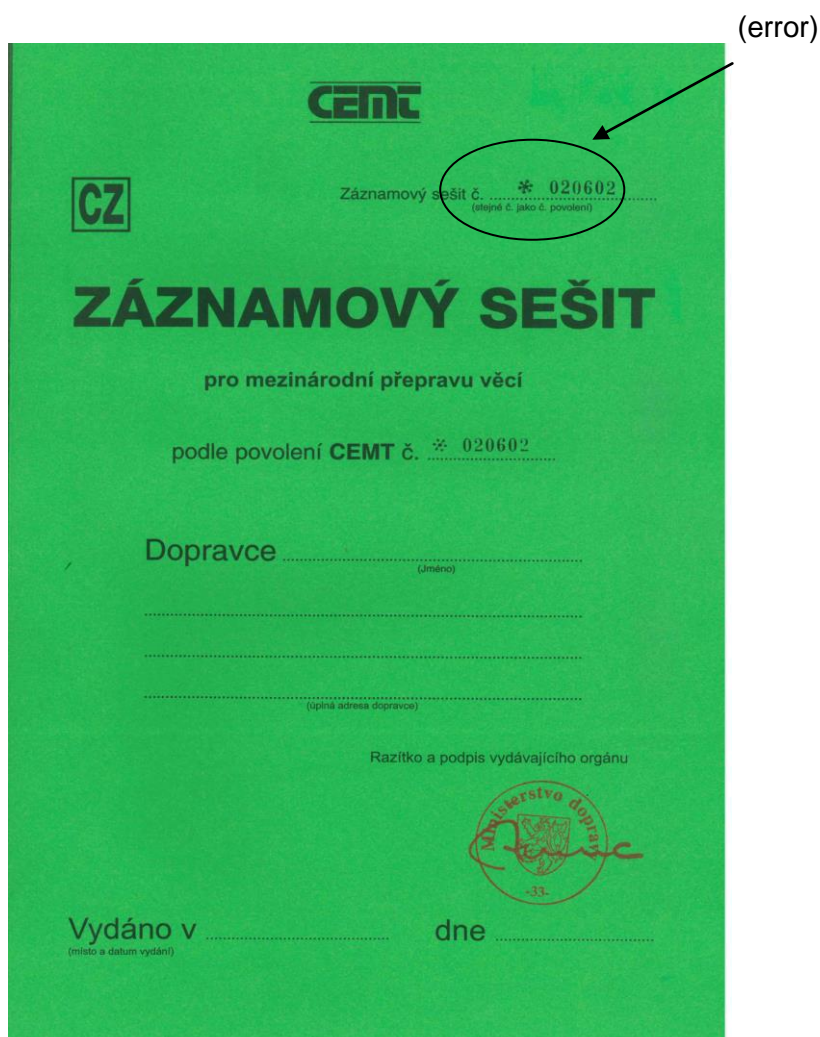 (error)
CEMT
CZ
Záznamový sešit č. ........ * 020602 ........
(stejné č. jako č. povolení)
ZÁZNAMOVÝ SEŠIT
pro mezinárodní přepravu věcí
podle povolení CEMT č. * 020602
Dopravce ........
(Jméno)
(úplná adresa dopravce)
Razítko a podpis vydávajícího orgánu
Ministerstvo dopravy
-33-
Vydáno v ........ dne ........
(místo a datum vydání)